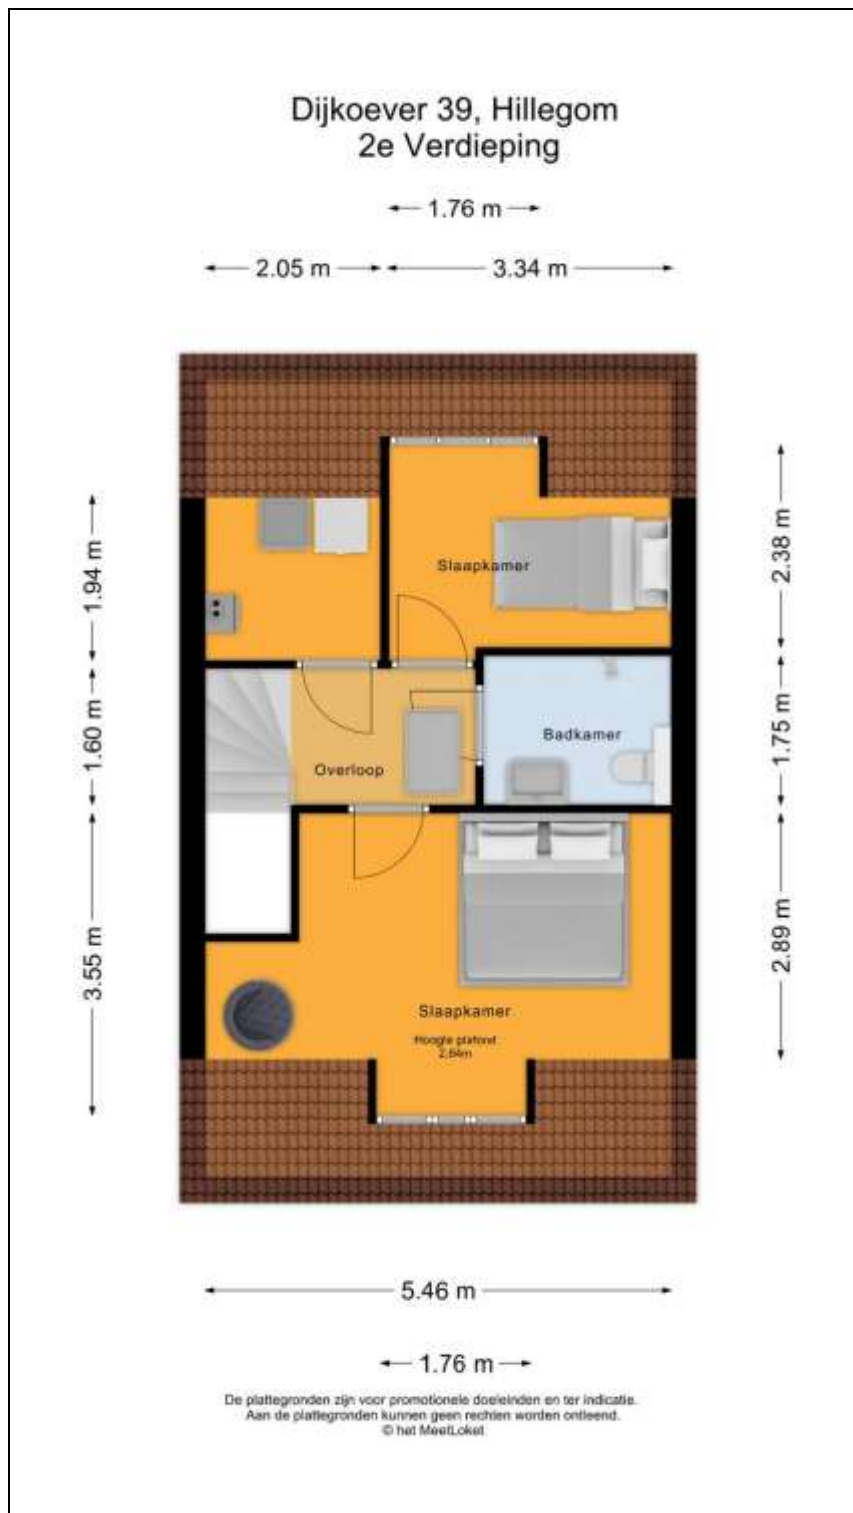 Dijkoever 39, Hillegom
2e Verdieping
1.76 m
2.05 m
3.34 m
1.94 m
2.38 m
Slaapkamer
1.60 m
1.75 m
Badkamer
Overloop
3.55 m
2.89 m
Slaapkamer
Hoogte plafond
2,64m
5.46 m
1.76 m
De plattegronden zijn voor promotionele doeleinden en ter indicatie.
Aan de plattegronden kunnen geen rechten worden ontleend.
© het MeetLoket